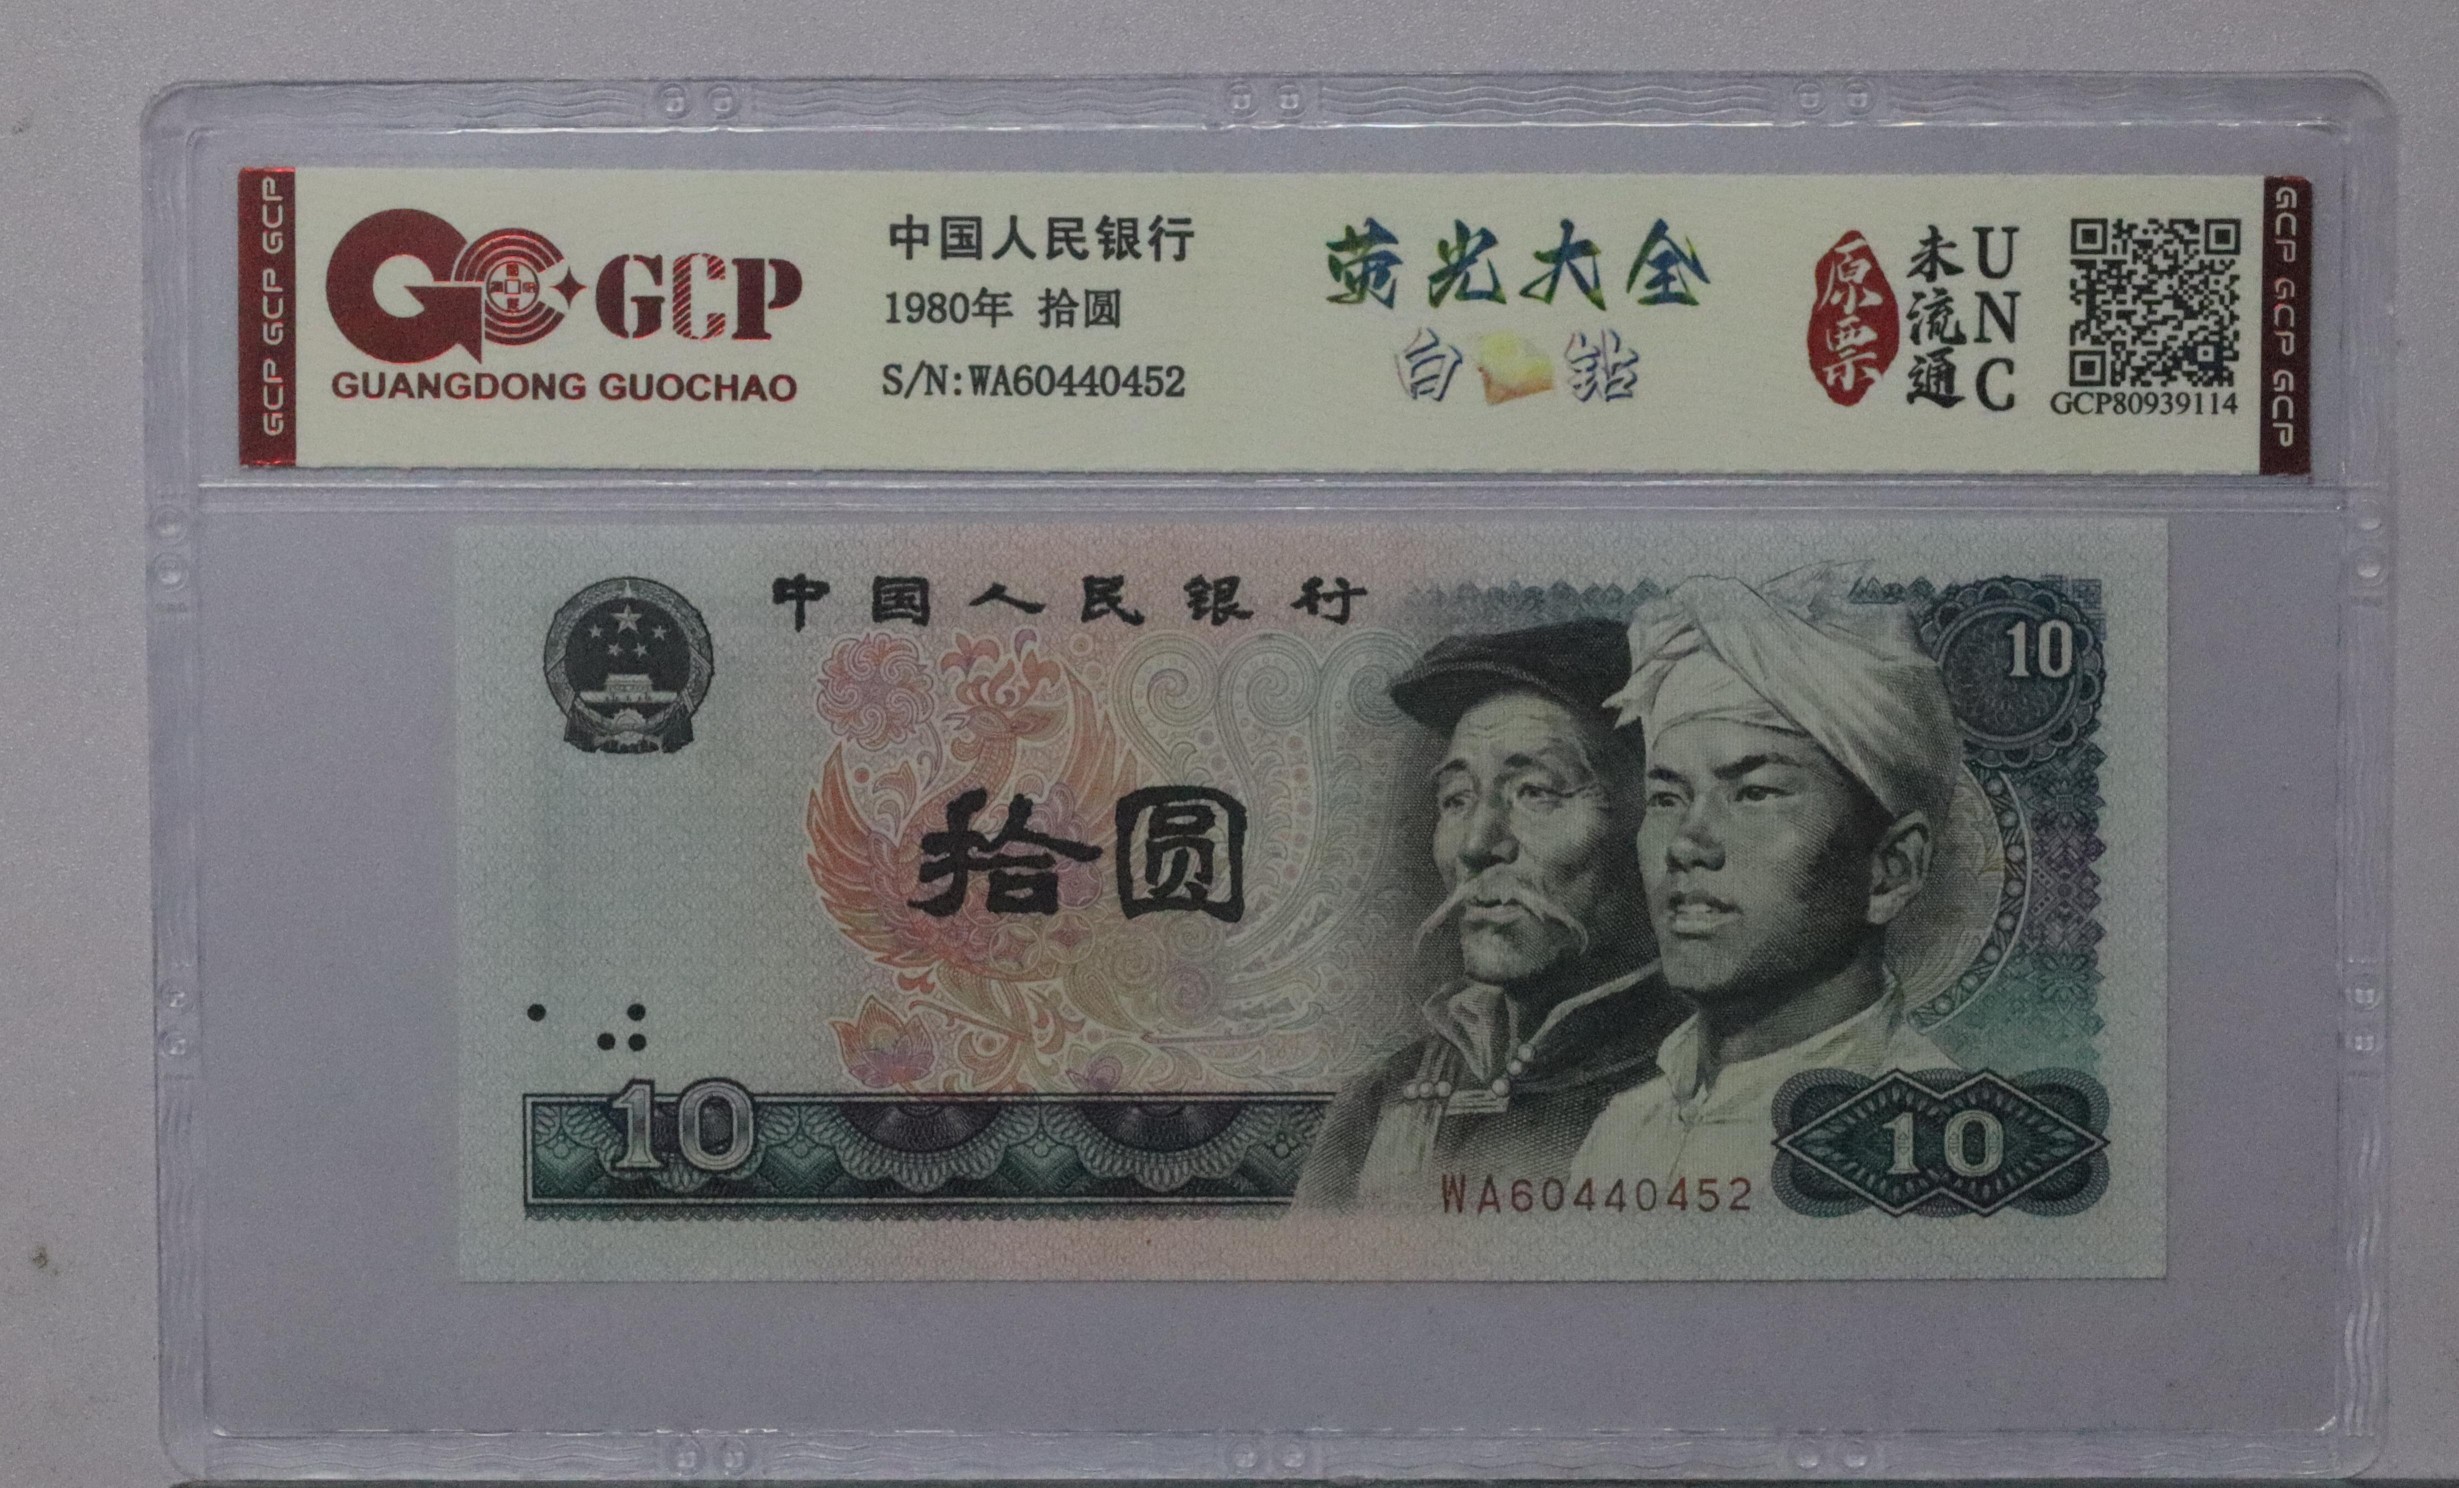 GCP GCP GCP
GCP
GUANGDONG GUOCHAO
中国人民银行
1980年 拾圆
S/N:WA60440452
荧光大全
白 钻
原票
未流通
UNC
GCP80939114
GCP GCP GCP
中国人民银行
10
拾圆
10
10
WA60440452